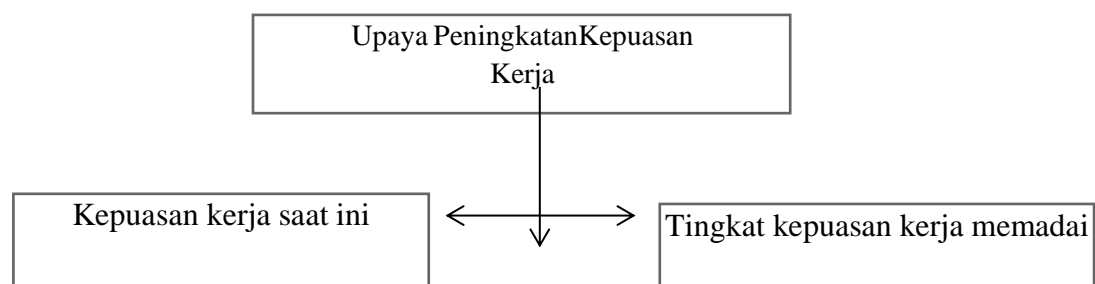 Upaya PeningkatanKepuasan
Kerja
Kepuasan kerja saat ini
Tingkat kepuasan kerja memadai